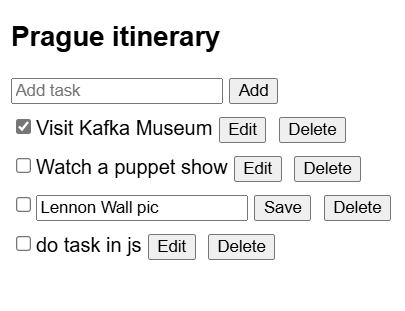 Prague itinerary
Add task Add
Visit Kafka Museum Edit Delete
Watch a puppet show Edit Delete
Lennon Wall pic Save Delete
do task in js Edit Delete